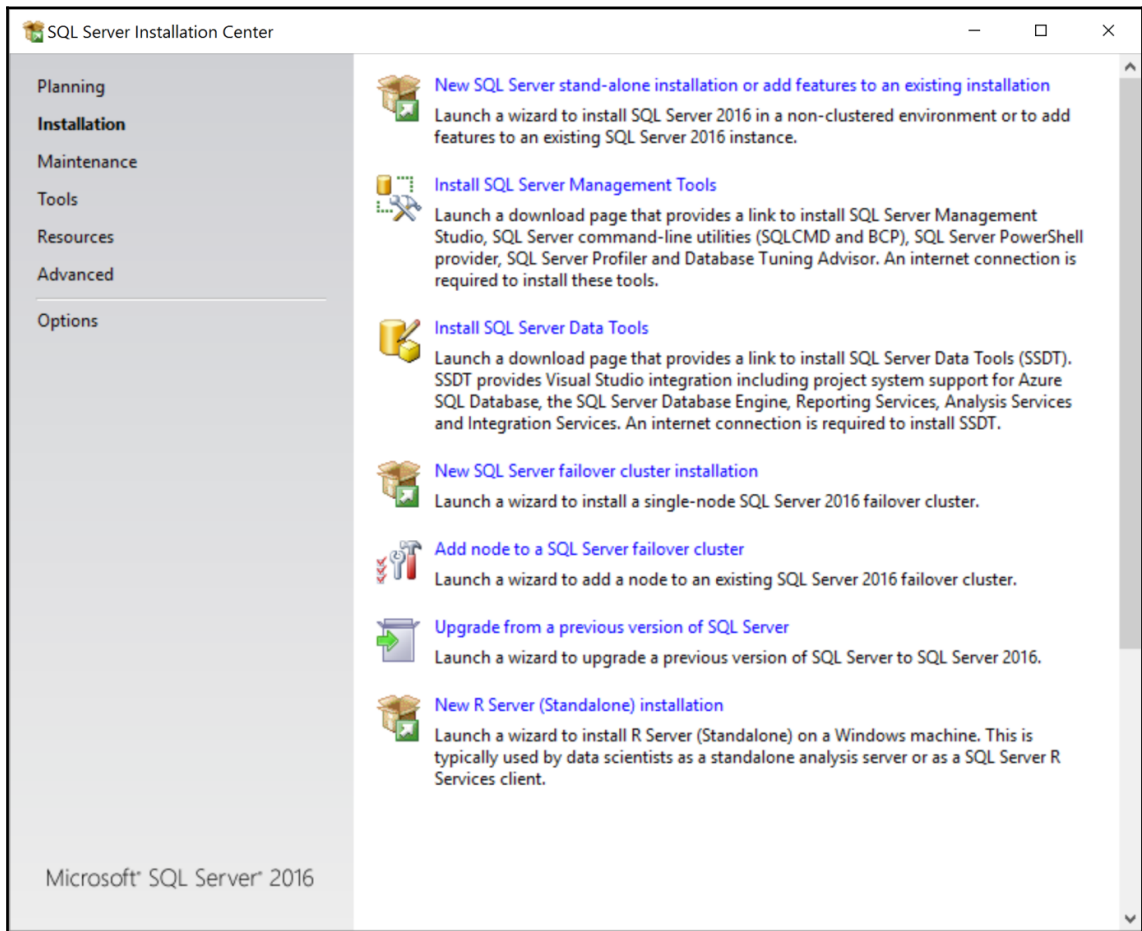 SQL Server Installation Center
Planning
Installation
Maintenance
Tools
Resources
Advanced
Options
New SQL Server stand-alone installation or add features to an existing installation
Launch a wizard to install SQL Server 2016 in a non-clustered environment or to add
features to an existing SQL Server 2016 instance.
Install SQL Server Management Tools
Launch a download page that provides a link to install SQL Server Management
Studio, SQL Server command-line utilities (SQLCMD and BCP), SQL Server PowerShell
provider, SQL Server Profiler and Database Tuning Advisor. An internet connection is
required to install these tools.
Install SQL Server Data Tools
Launch a download page that provides a link to install SQL Server Data Tools (SSDT).
SSDT provides Visual Studio integration including project system support for Azure
SQL Database, the SQL Server Database Engine, Reporting Services, Analysis Services
and Integration Services. An internet connection is required to install SSDT.
New SQL Server failover cluster installation
Launch a wizard to install a single-node SQL Server 2016 failover cluster.
Add node to a SQL Server failover cluster
Launch a wizard to add a node to an existing SQL Server 2016 failover cluster.
Upgrade from a previous version of SQL Server
Launch a wizard to upgrade a previous version of SQL Server to SQL Server 2016.
New R Server (Standalone) installation
Launch a wizard to install R Server (Standalone) on a Windows machine. This is
typically used by data scientists as a standalone analysis server or as a SQL Server R
Services client.
Microsoft® SQL Server® 2016